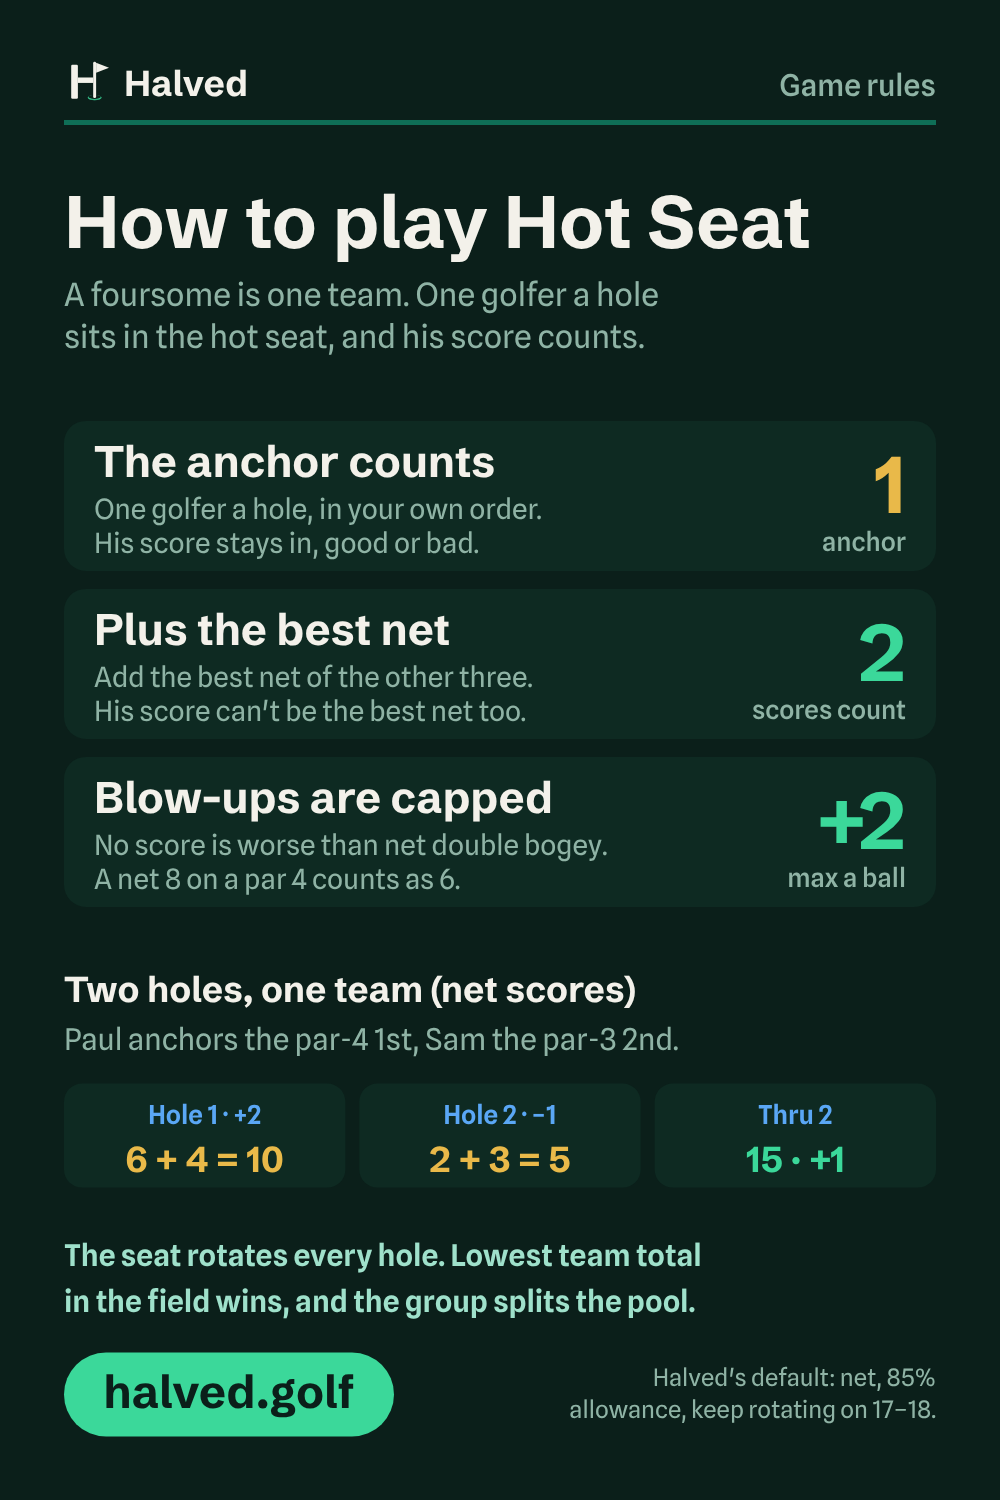 Halved
Game rules
How to play Hot Seat
A foursome is one team. One golfer a hole
sits in the hot seat, and his score counts.
The anchor counts
One golfer a hole, in your own order.
His score stays in, good or bad.
1
anchor
Plus the best net
Add the best net of the other three.
His score can't be the best net too.
2
scores count
Blow-ups are capped
No score is worse than net double bogey.
A net 8 on a par 4 counts as 6.
+2
max a ball
Two holes, one team (net scores)
Paul anchors the par-4 1st, Sam the par-3 2nd.
Hole 1 · +2
6 + 4 = 10
Hole 2 · −1
2 + 3 = 5
Thru 2
15 · +1
The seat rotates every hole. Lowest team total
in the field wins, and the group splits the pool.
halved.golf
Halved's default: net, 85%
allowance, keep rotating on 17–18.